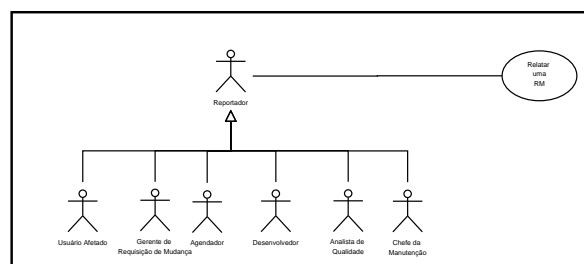 Relatar
uma
RM
Reportador
Usuário Afetado
Gerente de
Requisição de Mudança
Agendador
Desenvolvedor
Analista de
Qualidade
Chefe da
Manutenção